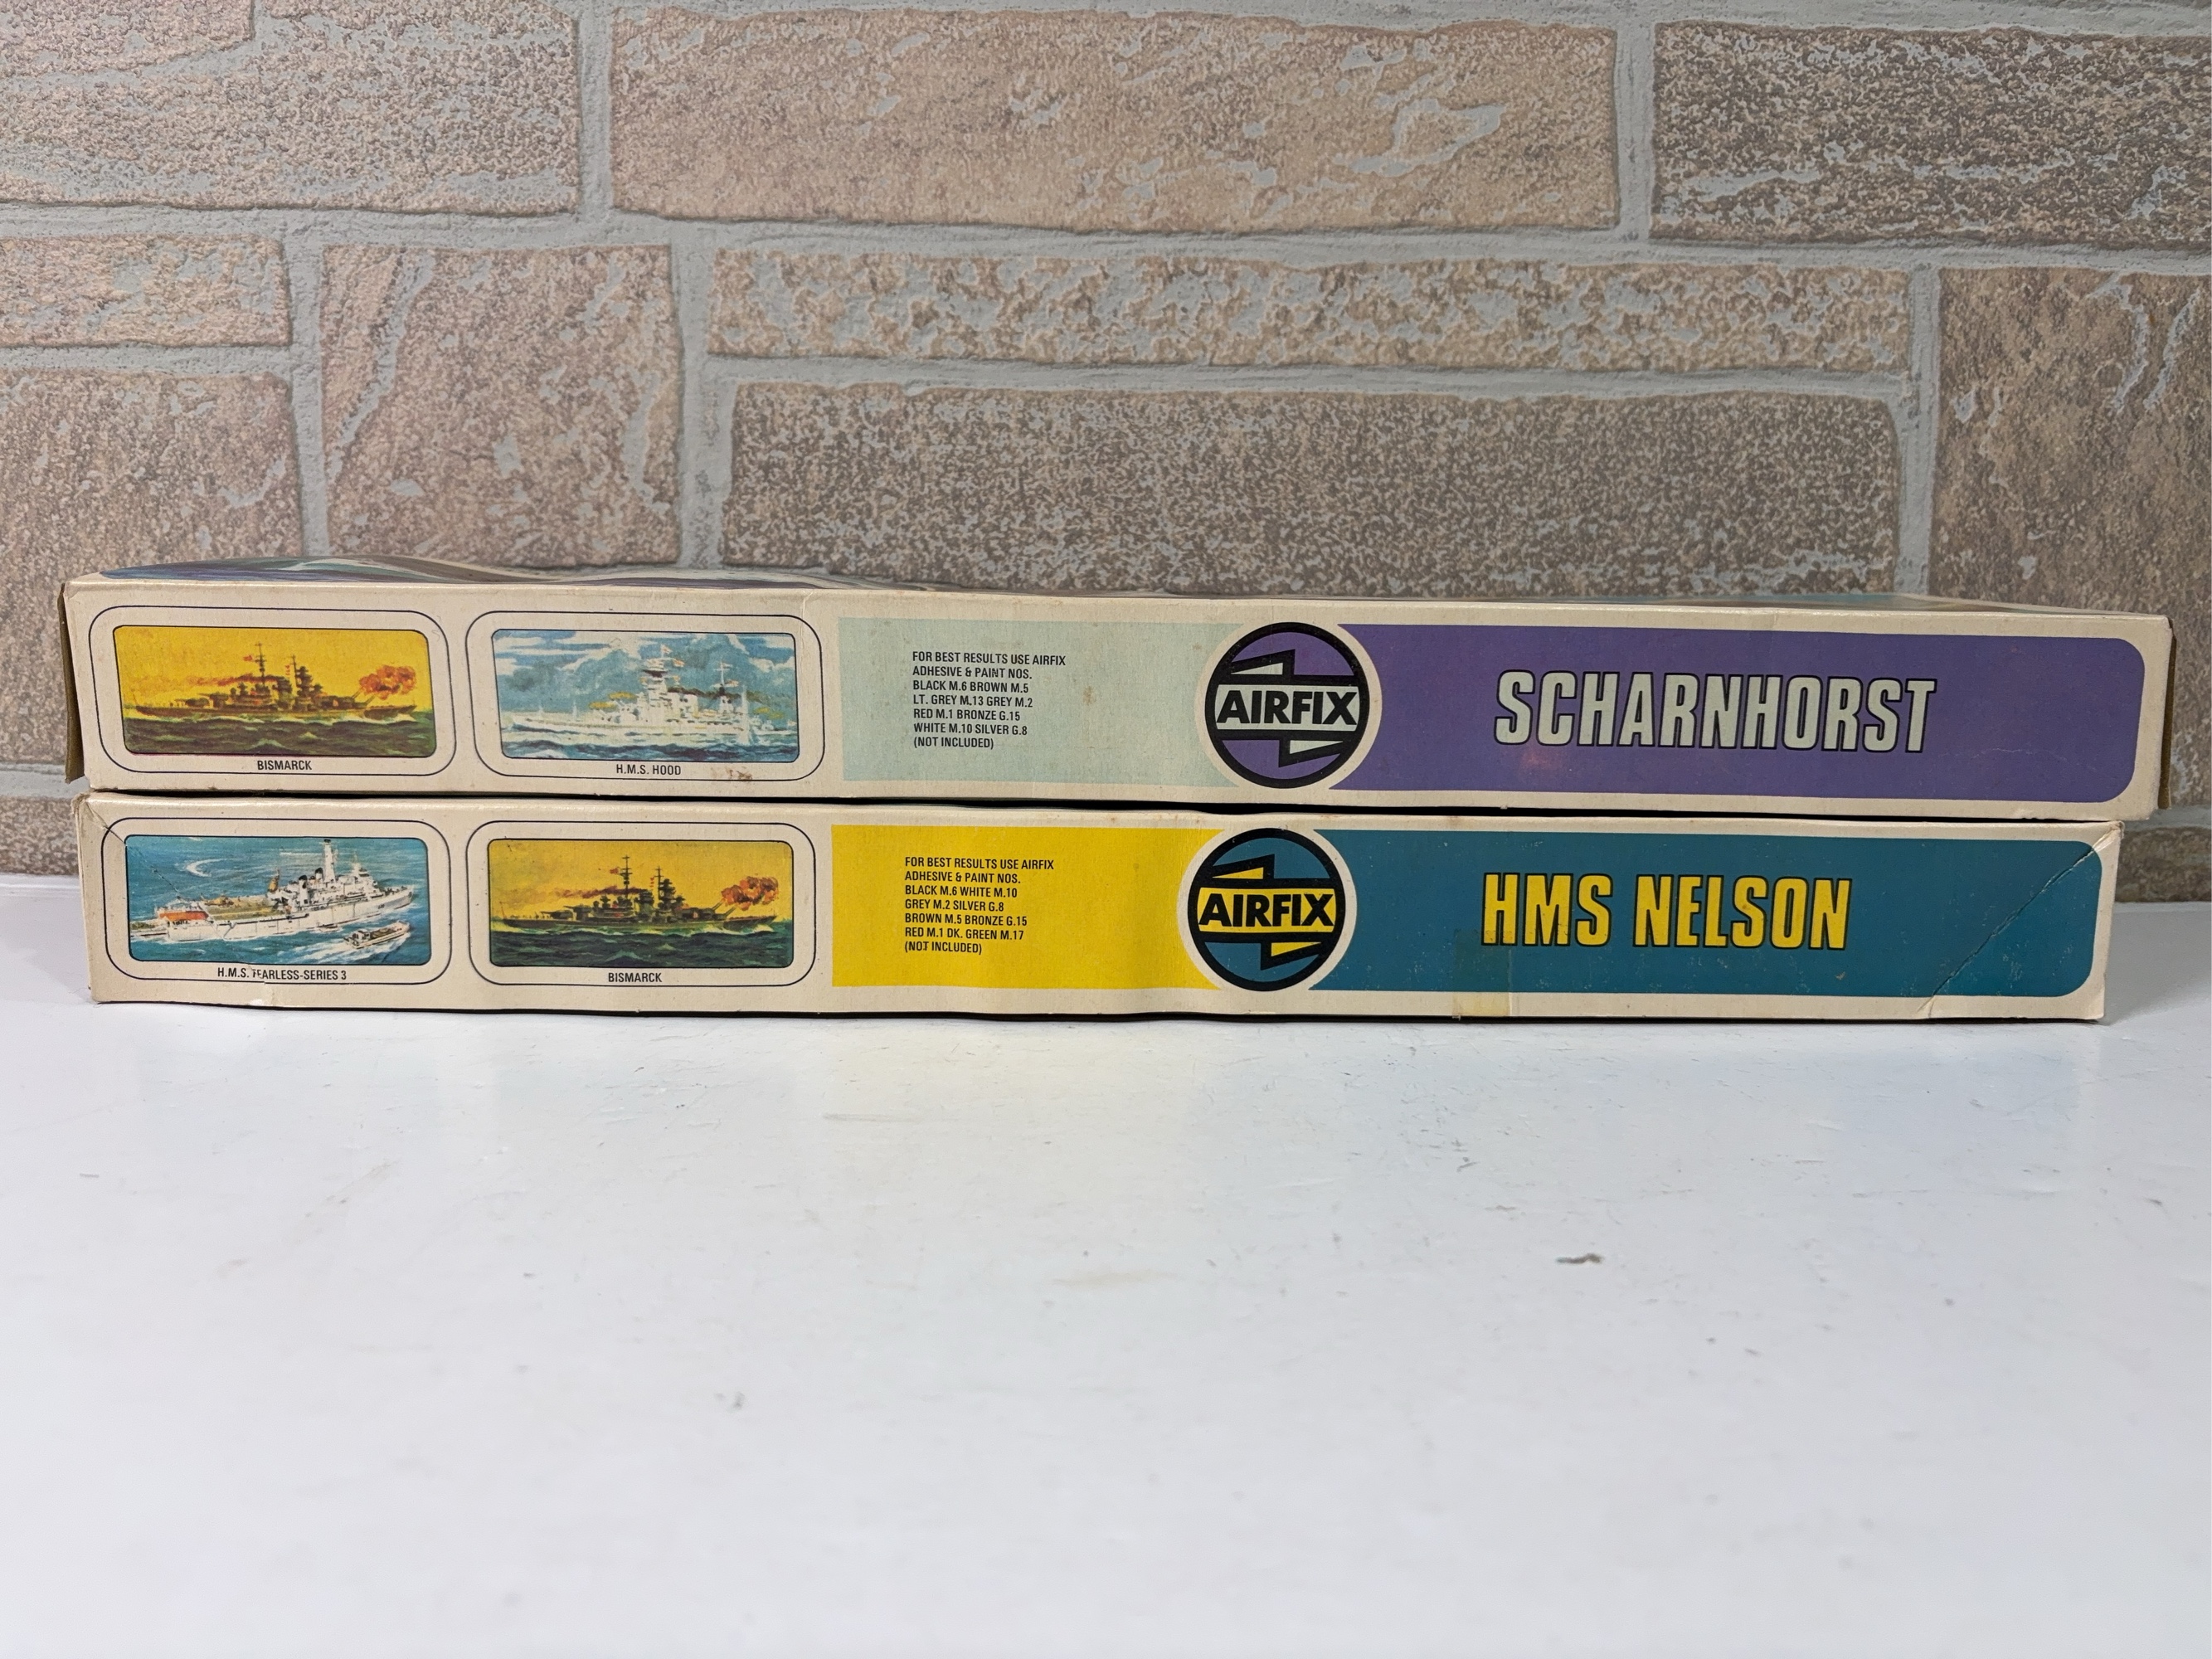 BISMARCK
H.M.S. HOOD
FOR BEST RESULTS USE AIRFIX
ADHESIVE & PAINT NOS.
BLACK M.6 BROWN M.5
LT. GREY M.13 GREY M.2
RED M.1 BRONZE G.15
WHITE M.10 SILVER G.8
(NOT INCLUDED)
AIRFIX
SCHARNHORST
H.M.S. FEARLESS-SERIES 3
BISMARCK
FOR BEST RESULTS USE AIRFIX
ADHESIVE & PAINT NOS.
BLACK M.6 WHITE M.10
GREY M.2 SILVER G.8
BROWN M.5 BRONZE G.15
RED M.1 DK. GREEN M.17
(NOT INCLUDED)
AIRFIX
HMS NELSON